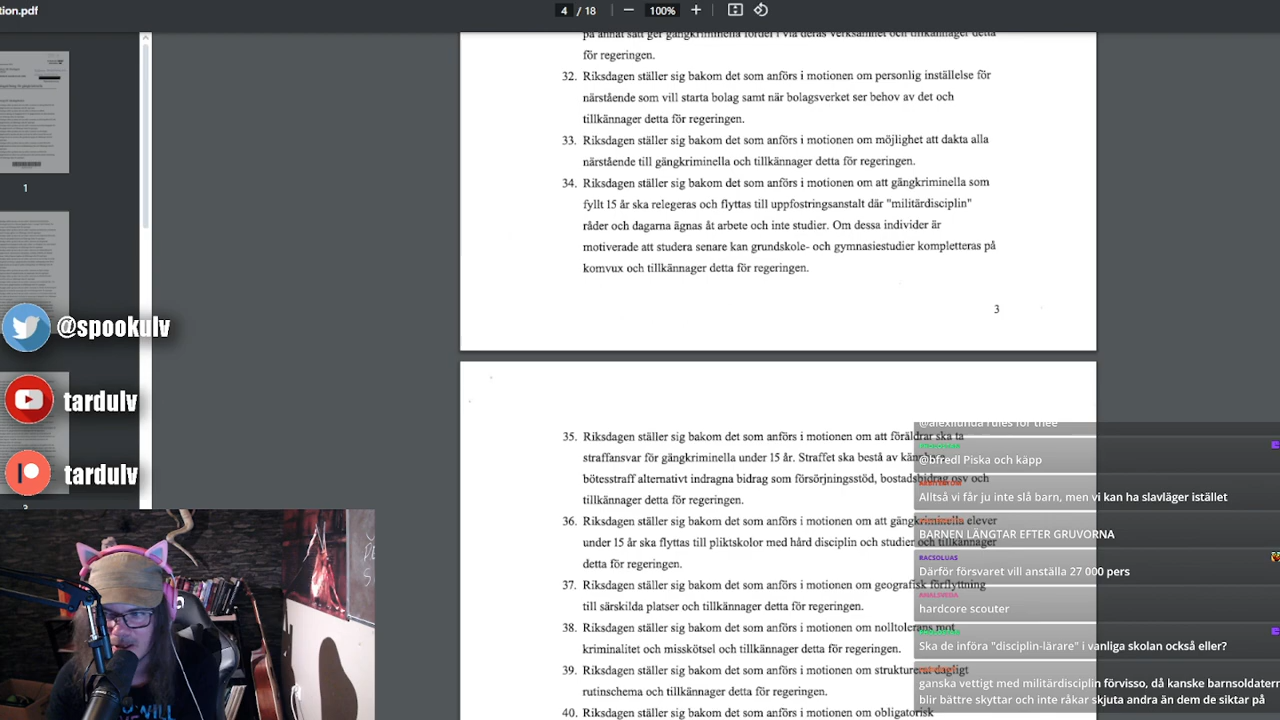 tion.pdf
4 / 18
100%
på annat sätt ger gängkriminella fördel i via deras verksamhet och tillkännager detta
för regeringen.
32. Riksdagen ställer sig bakom det som anförs i motionen om personlig inställelse för
närstående som vill starta bolag samt när bolagsverket ser behov av det och
tillkännager detta för regeringen.
33. Riksdagen ställer sig bakom det som anförs i motionen om möjlighet att dakta alla
närstående till gängkriminella och tillkännager detta för regeringen.
34. Riksdagen ställer sig bakom det som anförs i motionen om att gängkriminella som
fyllt 15 år ska relegeras och flyttas till uppfostringsanstalt där "militärdisciplin"
råder och dagarna ägnas åt arbete och inte studier. Om dessa individer är
motiverade att studera senare kan grundskole- och gymnasiestudier kompletteras på
komvux och tillkännager detta för regeringen.
3
35. Riksdagen ställer sig bakom det som anförs i motionen om att föräldrar ska ta
straffansvar för gängkriminella under 15 år. Straffet ska bestå av
bötesstraff alternativt indragna bidrag som försörjningsstöd, bostadsbidrag osv och
tillkännager detta för regeringen.
36. Riksdagen ställer sig bakom det som anförs i motionen om att gängkriminella elever
under 15 år ska flyttas till pliktskolor med hård disciplin och studier och tillkännager
detta för regeringen.
37. Riksdagen ställer sig bakom det som anförs i motionen om geografisk förflyttning
till särskilda platser och tillkännager detta för regeringen.
38. Riksdagen ställer sig bakom det som anförs i motionen om nolltolerans mot
kriminalitet och misskötsel och tillkännager detta för regeringen.
39. Riksdagen ställer sig bakom det som anförs i motionen om strukturerat dagligt
rutinschema och tillkännager detta för regeringen.
40. Riksdagen ställer sig bakom det som anförs i motionen om obligatorisk
1
@spookulv
tardulv
tardulv
@alexilunda rules for thee
@bfredl Piska och käpp
Alltså vi får ju inte slå barn, men vi kan ha slavläger istället
BARNEN LÄNGTAR EFTER GRUVORNA
RACSOLUAS
Därför försvaret vill anställa 27 000 pers
ANALSVEDA
hardcore scouter
Ska de införa "disciplin-lärare" i vanliga skolan också eller?
ganska vettigt med militärdisciplin förvisso, då kanske barnsoldatern
blir bättre skyttar och inte råkar skjuta andra än dem de siktar på